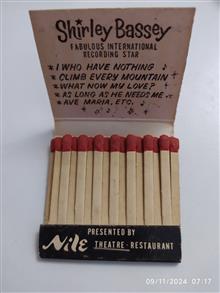 Shirley Bassey
FABULOUS INTERNATIONAL
RECORDING STAR
* I WHO HAVE NOTHING
* CLIMB EVERY MOUNTAIN
* WHAT NOW MY LOVE?
* AS LONG AS HE NEEDS ME
* AVE MARIA, ETC.
PRESENTED BY
Nile THEATRE - RESTAURANT
09/11/2024 07:17